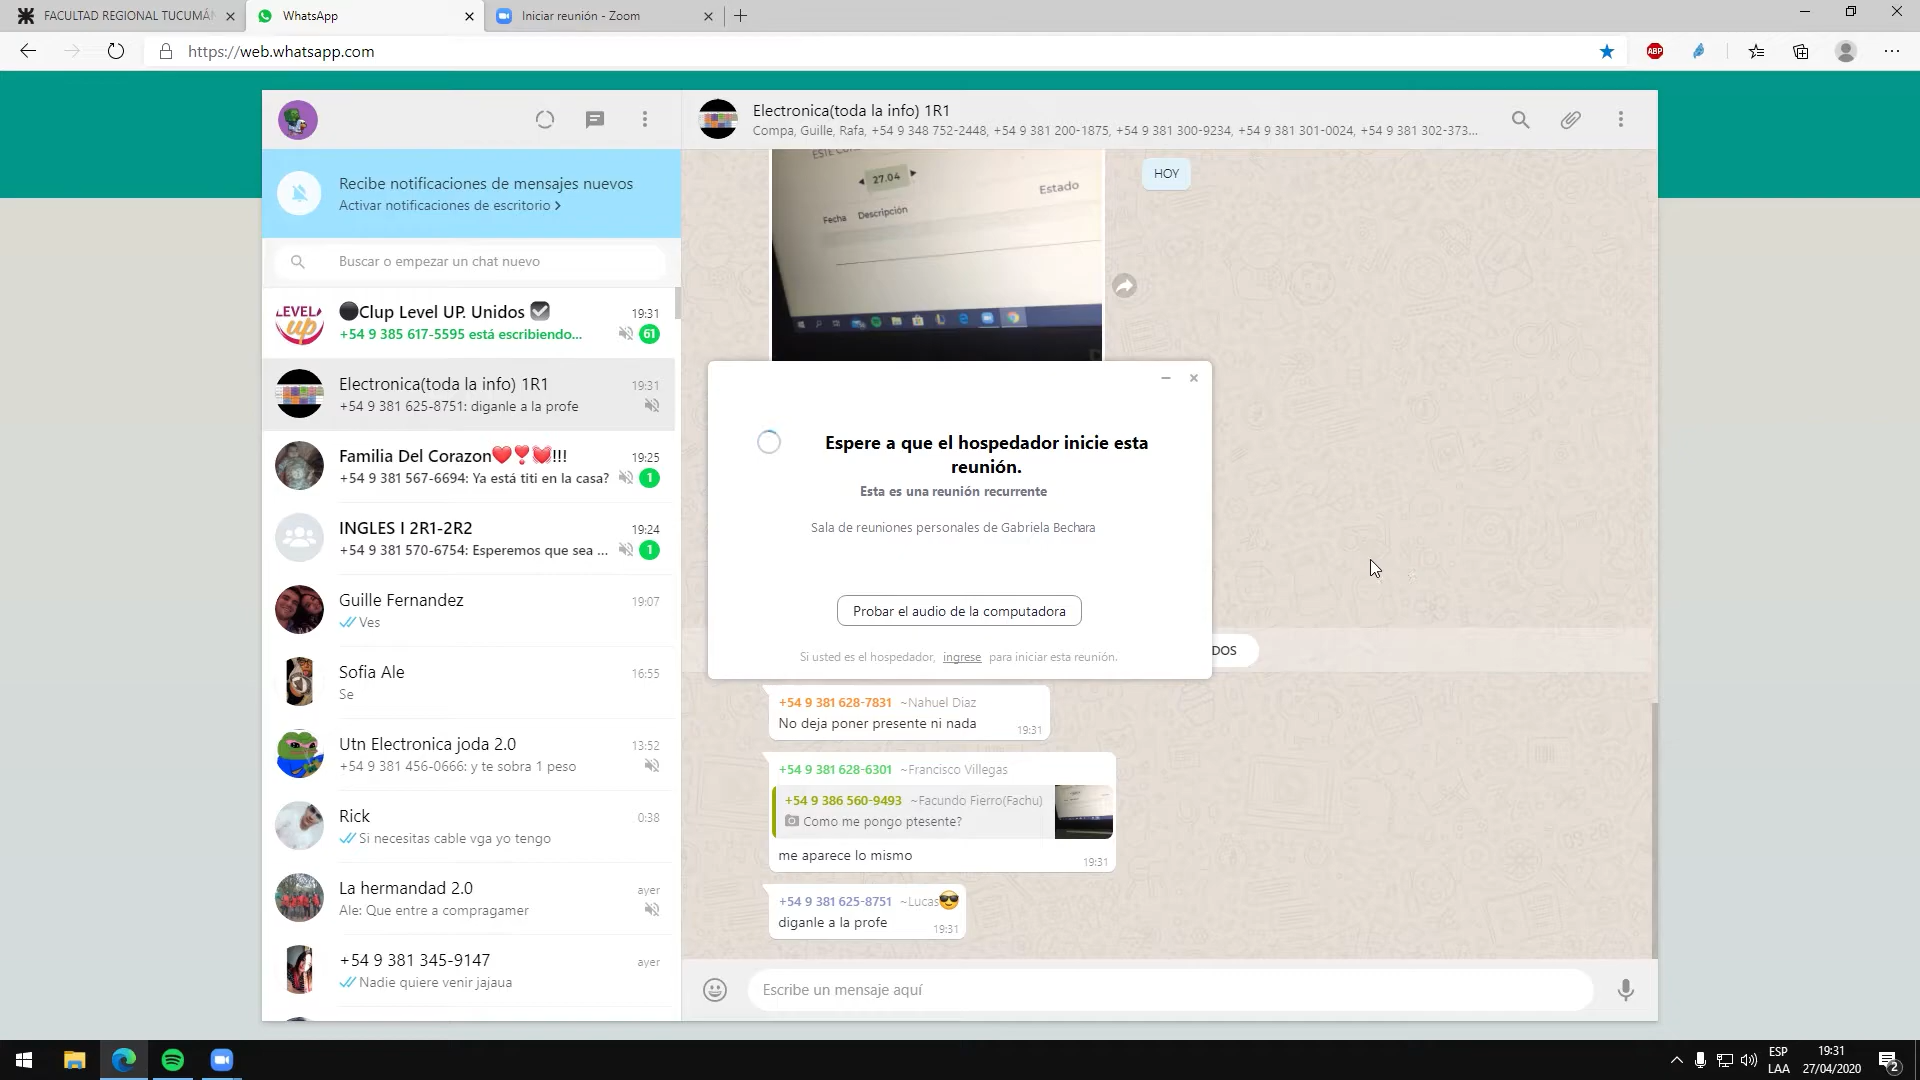 FACULTAD REGIONAL TUCUMÁN
WhatsApp
Iniciar reunión - Zoom
https://web.whatsapp.com
ABP
Recibe notificaciones de mensajes nuevos
Activar notificaciones de escritorio >
Buscar o empezar un chat nuevo
LEVEL up
⚫Clup Level UP. Unidos ☑ 19:31
+54 9 385 617-5595 está escribiendo... 61
Electronica(toda la info) 1R1 19:31
+54 9 381 625-8751: diganle a la profe
Familia Del Corazon❤️❣️💓!!! 19:25
+54 9 381 567-6694: Ya está titi en la casa? 1
INGLES I 2R1-2R2 19:24
+54 9 381 570-6754: Esperemos que sea ... 1
Guille Fernandez 19:07
Ves
Sofia Ale 16:55
Se
Utn Electronica joda 2.0 13:52
+54 9 381 456-0666: y te sobra 1 peso
Rick 0:38
Si necesitas cable vga yo tengo
La hermandad 2.0 ayer
Ale: Que entre a compragamer
+54 9 381 345-9147 ayer
Nadie quiere venir jajaua
Electronica(toda la info) 1R1
Compa, Guille, Rafa, +54 9 348 752-2448, +54 9 381 200-1875, +54 9 381 300-9234, +54 9 381 301-0024, +54 9 381 302-373...
HOY
27.04
Estado
Fecha Descripción
Espere a que el hospedador inicie esta
reunión.
Esta es una reunión recurrente
Sala de reuniones personales de Gabriela Bechara
Probar el audio de la computadora
Si usted es el hospedador, ingrese para iniciar esta reunión.
DOS
+54 9 381 628-7831 ~Nahuel Diaz
No deja poner presente ni nada 19:31
+54 9 381 628-6301 ~Francisco Villegas
+54 9 386 560-9493 ~Facundo Fierro(Fachu)
Como me pongo ptesente?
me aparece lo mismo 19:31
+54 9 381 625-8751 ~Lucas😎
diganle a la profe 19:31
Escribe un mensaje aquí
ESP
LAA
19:31
27/04/2020
2